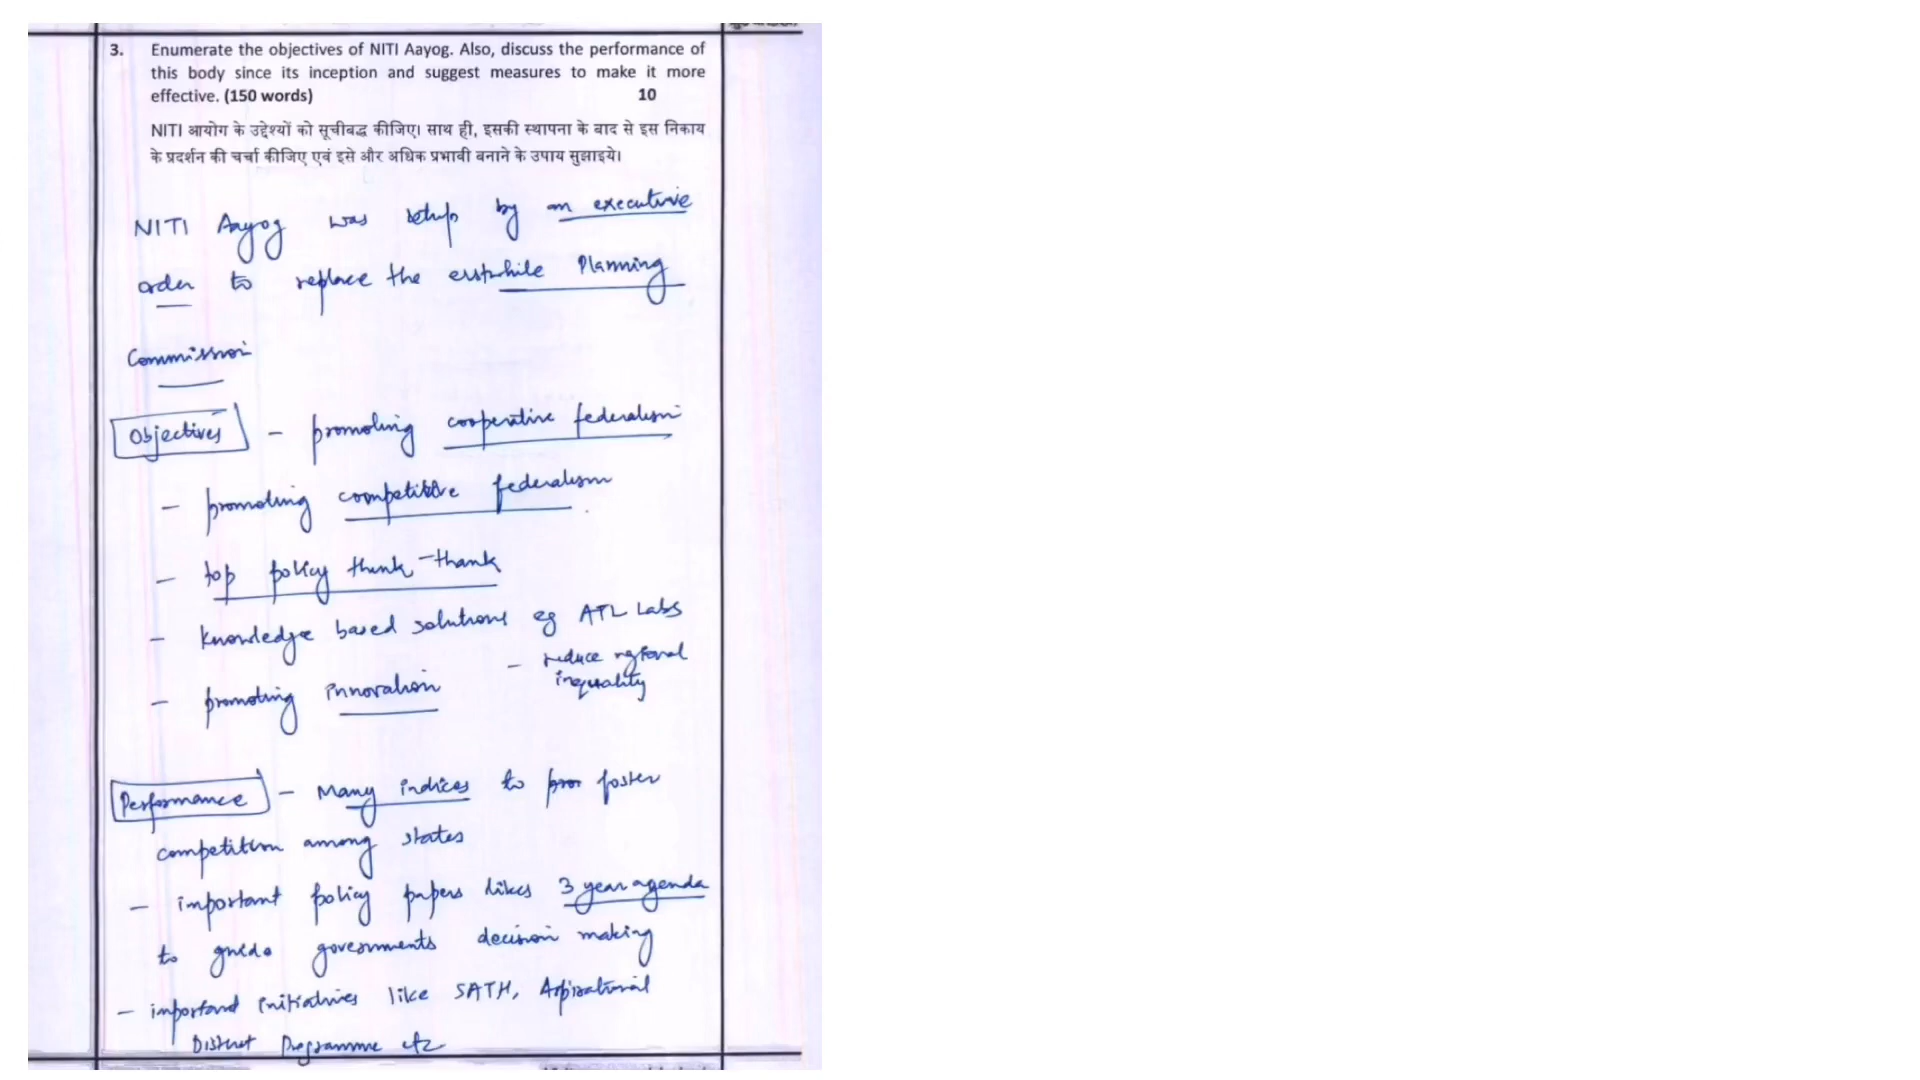 3. Enumerate the objectives of NITI Aayog. Also, discuss the performance of
this body since its inception and suggest measures to make it more
effective. (150 words) 10
NITI आयोग के उद्देश्यों को सूचीबद्ध कीजिए। साथ ही, इसकी स्थापना के बाद से इस निकाय
के प्रदर्शन की चर्चा कीजिए एवं इसे और अधिक प्रभावी बनाने के उपाय सुझाइये।
NITI Aayog was setup by an executive
order to replace the erstwhile Planning
Commission
Objectives - promoting cooperative federalism
- promoting competitive federalism
- top policy think-thank
- knowledge based solutions eg ATL Labs
- reduce regional
inequality
- promoting innovation
Performance - Many indices to foster
competition among states
- important policy papers likes 3 year agenda
to guide governments decision making
- important initiatives like SATH, Aspirational
District Programme etc